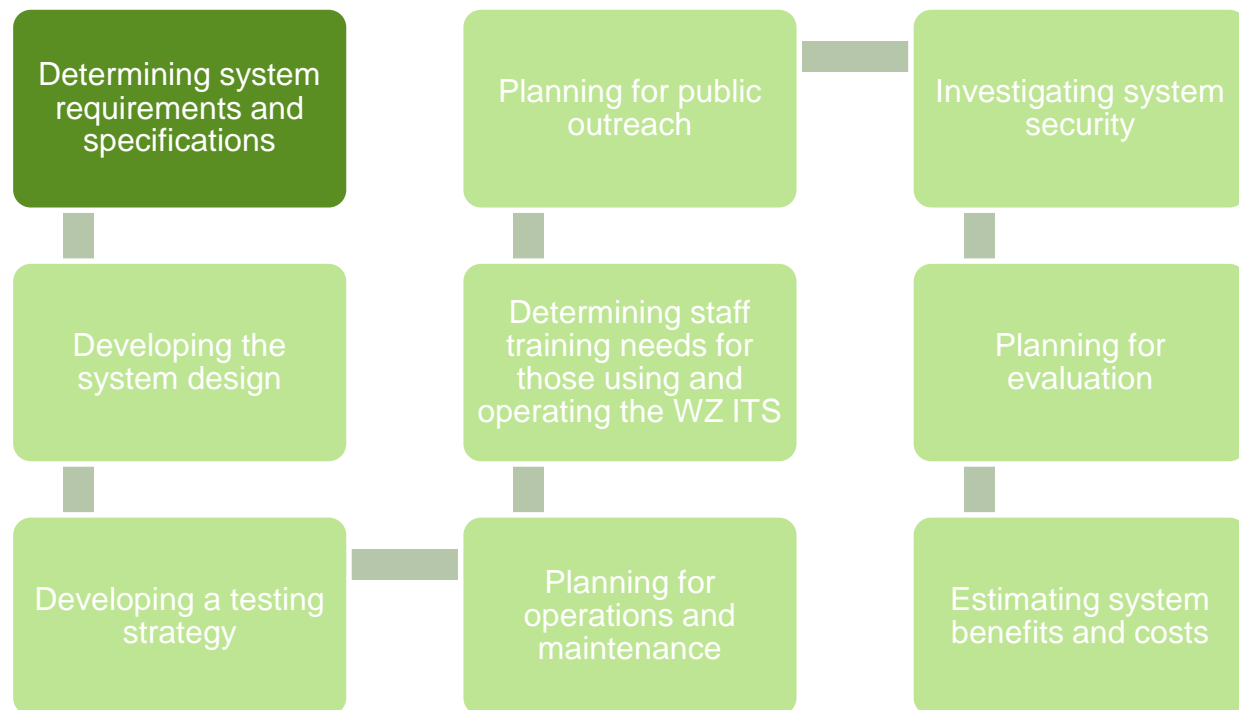 Determining system
requirements and
specifications
Developing the
system design
Developing a testing
strategy
Planning for
operations and
maintenance
Determining staff
training needs for
those using and
operating the WZ ITS
Planning for public
outreach
Investigating system
security
Planning for
evaluation
Estimating system
benefits and costs